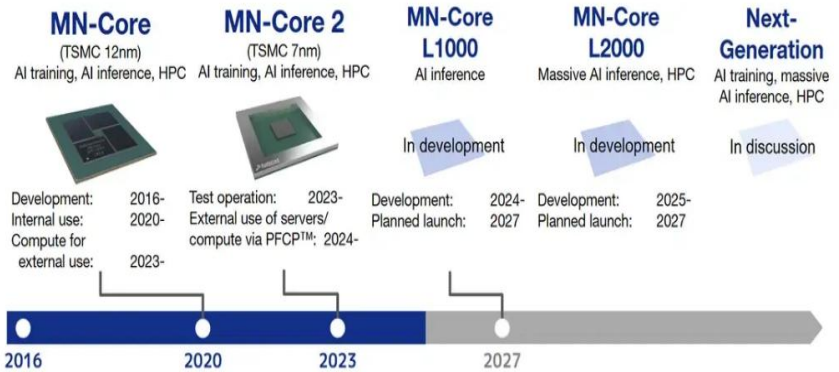 MN-Core
(TSMC 12nm)
AI training, AI inference, HPC
In development
Development: 2016-
Internal use: 2020-
Compute for
external use: 2023-
MN-Core 2
(TSMC 7nm)
AI training, AI inference, HPC
Test operation: 2023-
External use of servers/
compute via PFCP™: 2024-
MN-Core
L1000
AI inference
In development
Development: 2024-
Planned launch: 2027
MN-Core
L2000
Massive AI inference, HPC
Development: 2025-
Planned launch: 2027
Next-
Generation
AI training, massive
AI inference, HPC
In discussion
2016
2020
2023
2027